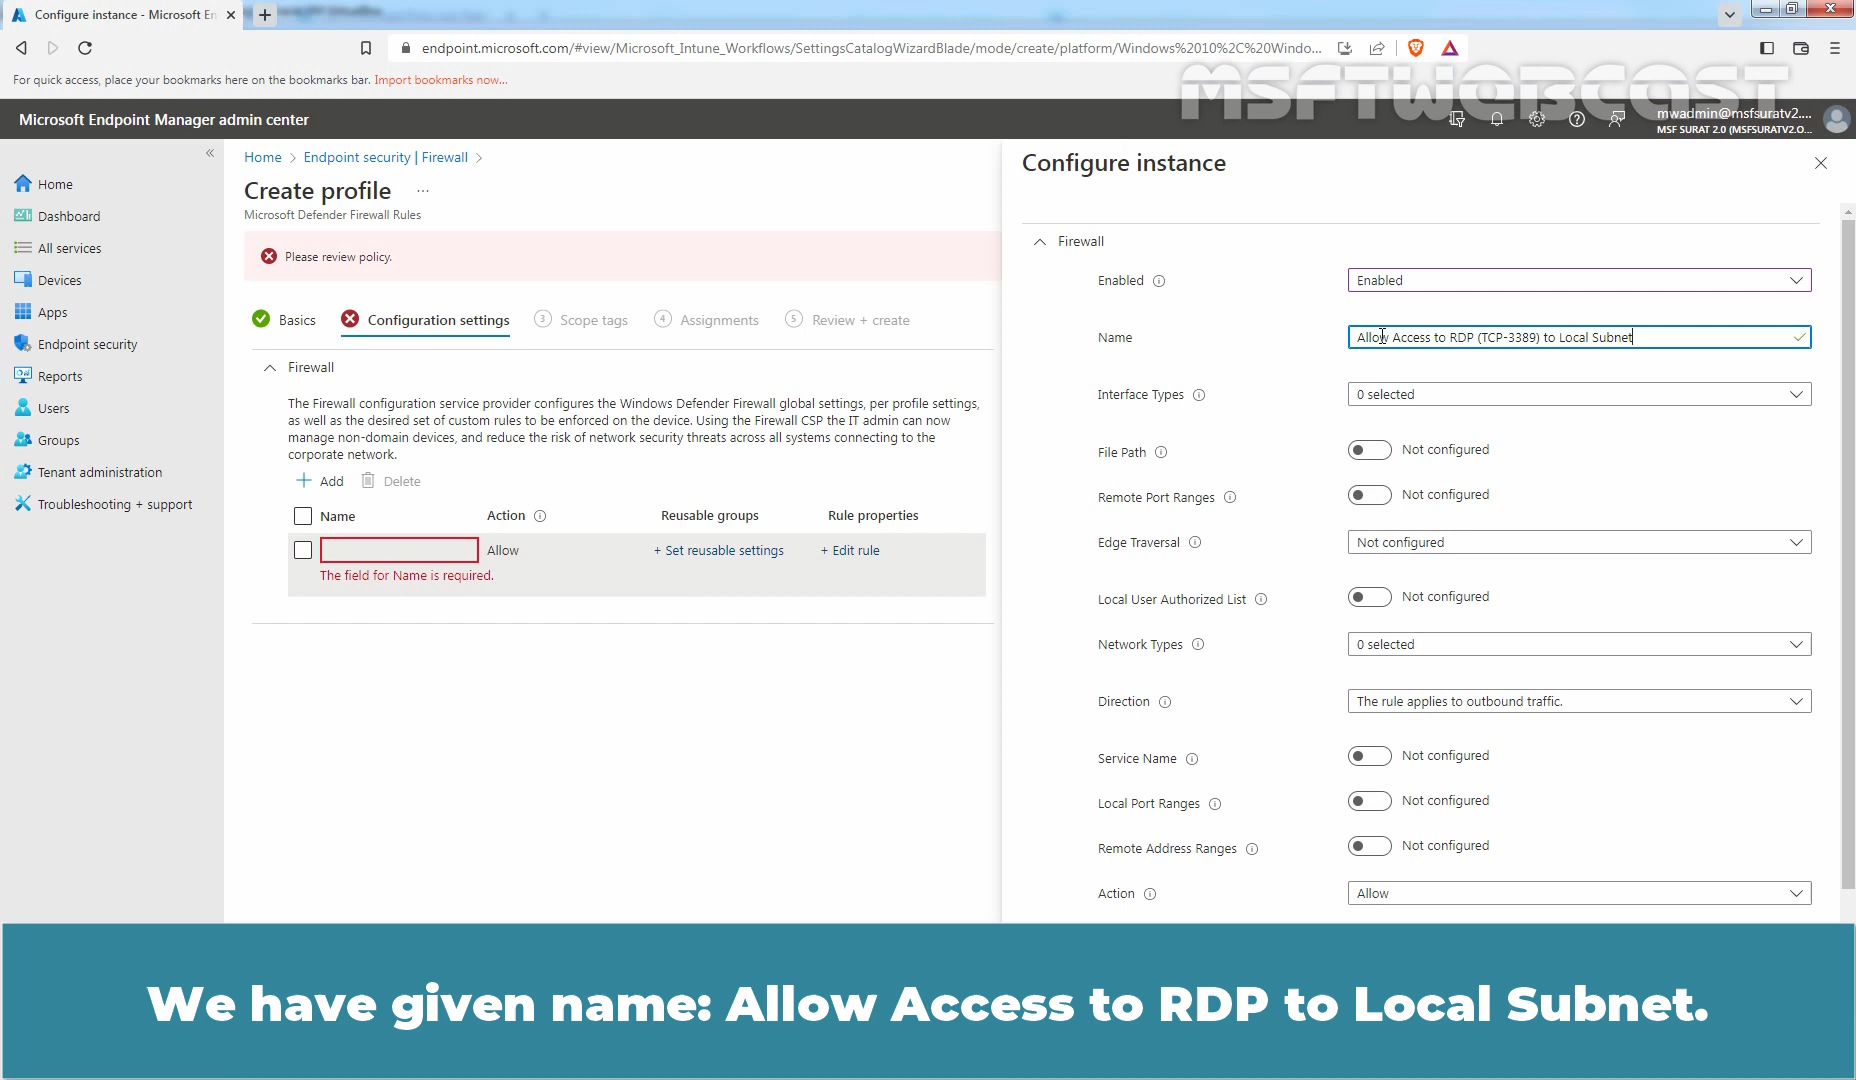 Configure instance - Microsoft En
endpoint.microsoft.com/#view/Microsoft_Intune_Workflows/SettingsCatalogWizardBlade/mode/create/platform/Windows%2010%2C%20Windo...
For quick access, place your bookmarks here on the bookmarks bar. Import bookmarks now...
MSFTWEBCAST
Microsoft Endpoint Manager admin center
mwadmin@msfsuratv2....
MSF SURAT 2.0 (MSFSURATV2.O...
Home
Dashboard
All services
Devices
Apps
Endpoint security
Reports
Users
Groups
Tenant administration
Troubleshooting + support
Home > Endpoint security | Firewall >
Create profile ...
Microsoft Defender Firewall Rules
Please review policy.
Basics
Configuration settings
3 Scope tags
4 Assignments
5 Review + create
Firewall
The Firewall configuration service provider configures the Windows Defender Firewall global settings, per profile settings,
as well as the desired set of custom rules to be enforced on the device. Using the Firewall CSP the IT admin can now
manage non-domain devices, and reduce the risk of network security threats across all systems connecting to the
corporate network.
+ Add Delete
Name Action Reusable groups Rule properties
Allow + Set reusable settings + Edit rule
The field for Name is required.
Configure instance
Firewall
Enabled Enabled
Name Allow Access to RDP (TCP-3389) to Local Subnet
Interface Types 0 selected
File Path Not configured
Remote Port Ranges Not configured
Edge Traversal Not configured
Local User Authorized List Not configured
Network Types 0 selected
Direction The rule applies to outbound traffic.
Service Name Not configured
Local Port Ranges Not configured
Remote Address Ranges Not configured
Action Allow
We have given name: Allow Access to RDP to Local Subnet.